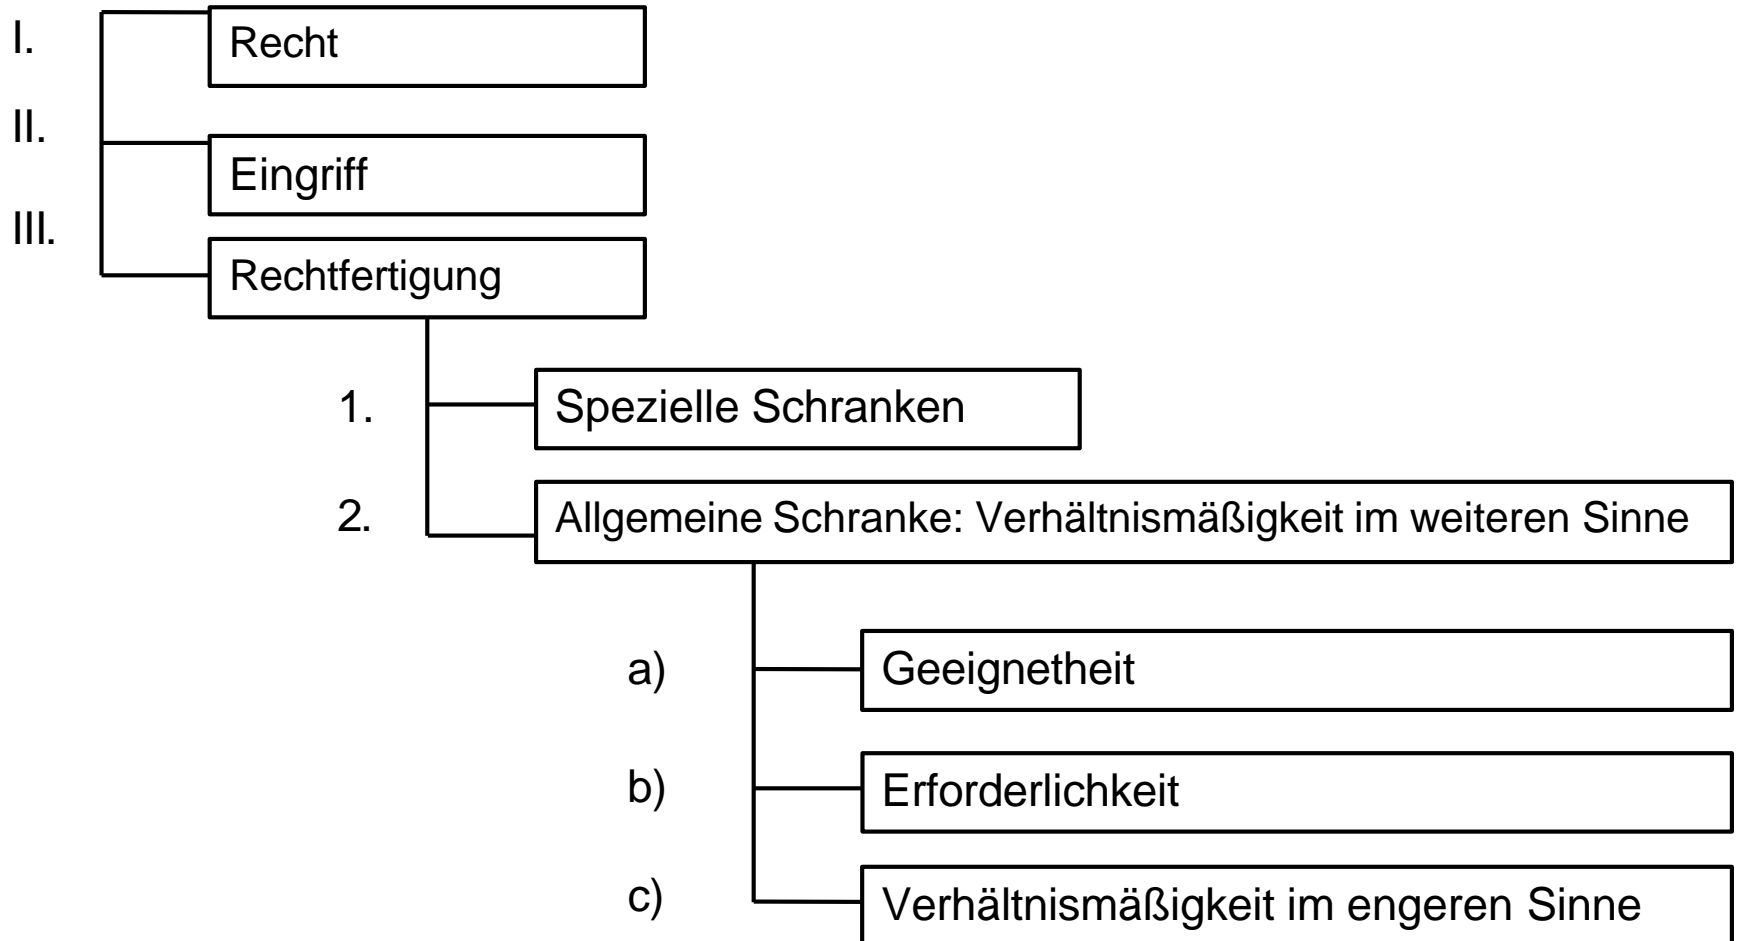 I. Recht
II. Eingriff
III. Rechtfertigung
1. Spezielle Schranken
2. Allgemeine Schranke: Verhältnismäßigkeit im weiteren Sinne
a) Geeignetheit
b) Erforderlichkeit
c) Verhältnismäßigkeit im engeren Sinne